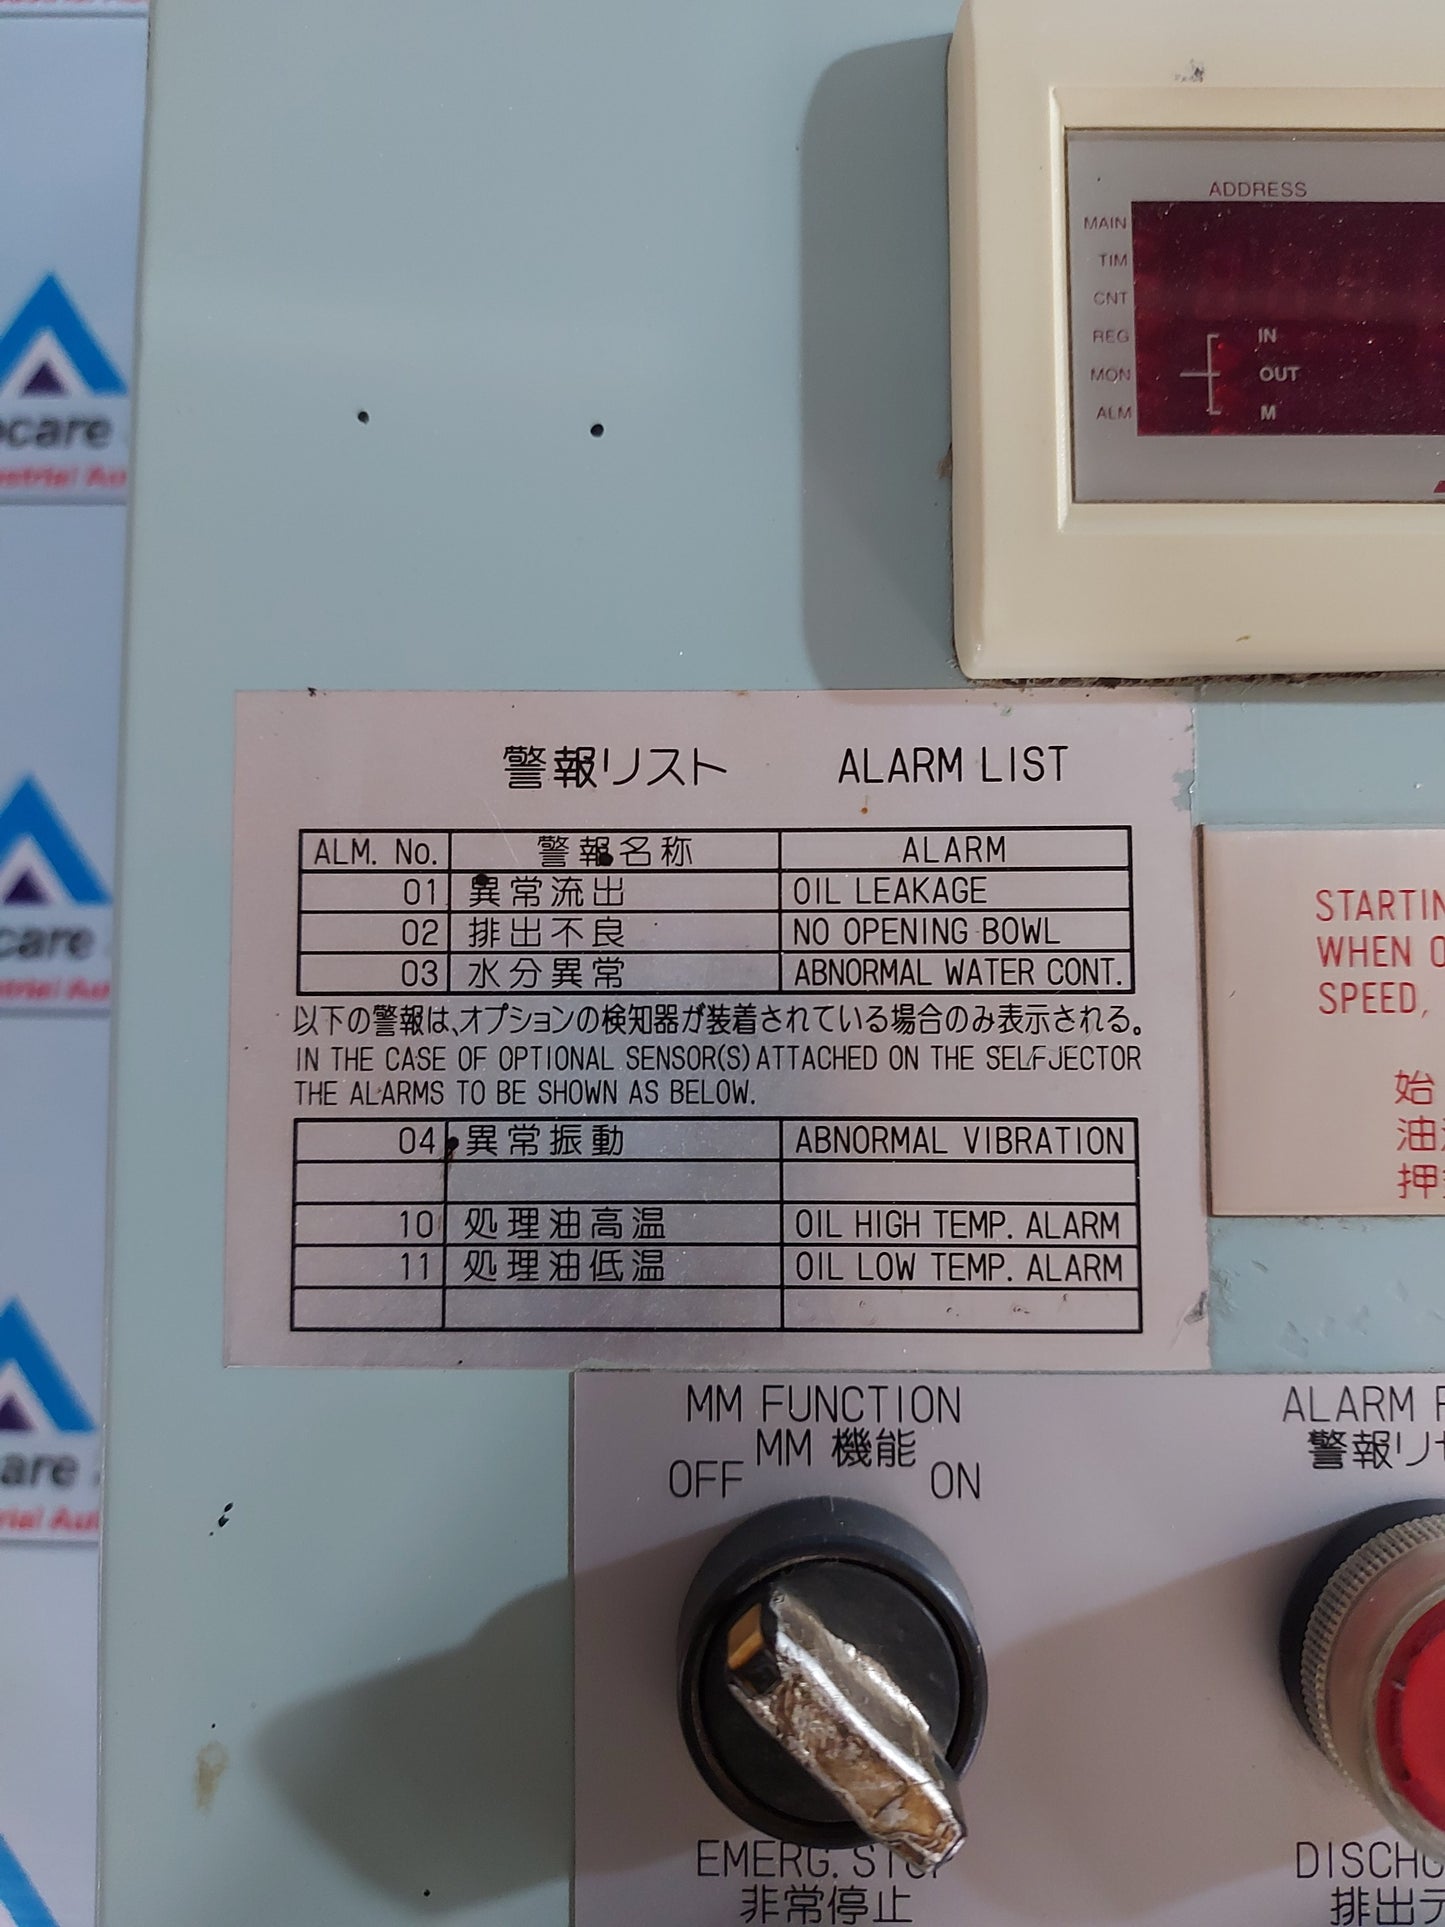 ADDRESS
MAIN
TIM
CNT
REG
MON
ALM
IN
OUT
M
警報リスト ALARM LIST
ALM. No. 警報名称 ALARM
01 異常流出 OIL LEAKAGE
02 排出不良 NO OPENING BOWL
03 水分異常 ABNORMAL WATER CONT.
以下の警報は、オプションの検知器が装着されている場合のみ表示される。
IN THE CASE OF OPTIONAL SENSOR(S) ATTACHED ON THE SELFJECTOR
THE ALARMS TO BE SHOWN AS BELOW.
04 異常振動 ABNORMAL VIBRATION
10 処理油高温 OIL HIGH TEMP. ALARM
11 処理油低温 OIL LOW TEMP. ALARM
WHEN
SPEED,
始
油
押
MM FUNCTION
MM 機能
OFF ON
EMERG. STOP
非常停止
ALARM
警報リ
排出
care
care
are